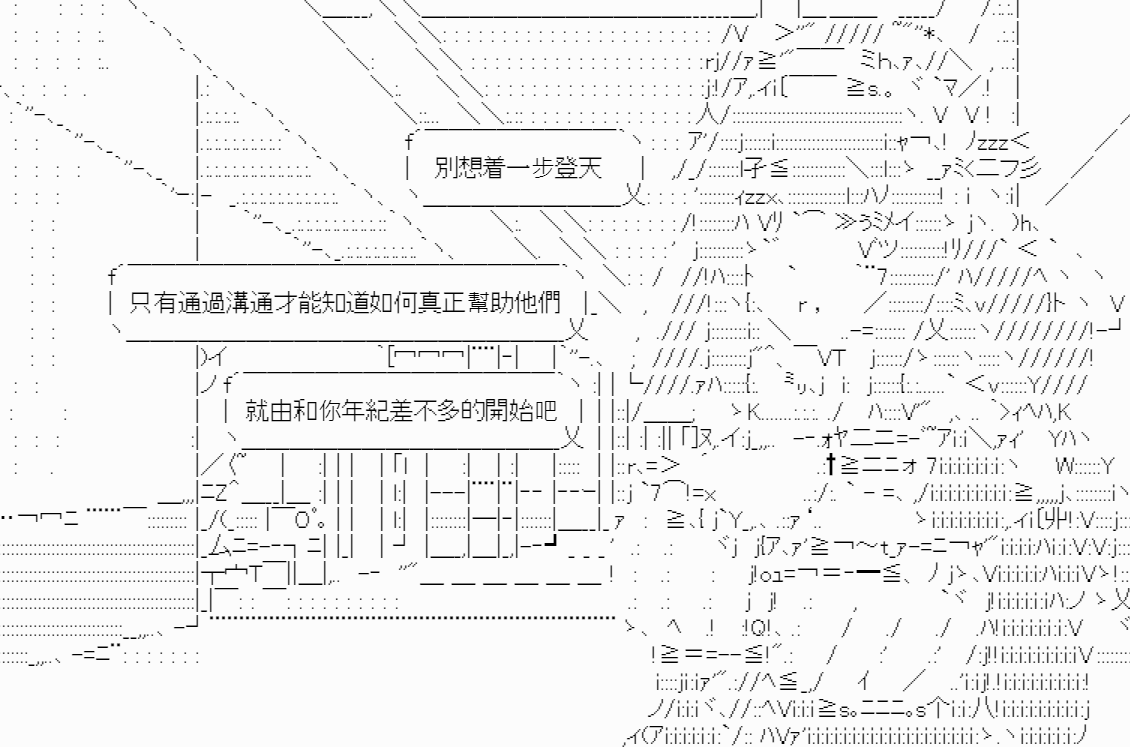 別想着一步登天
只有通過溝通才能知道如何真正幫助他們
就由和你年紀差不多的開始吧